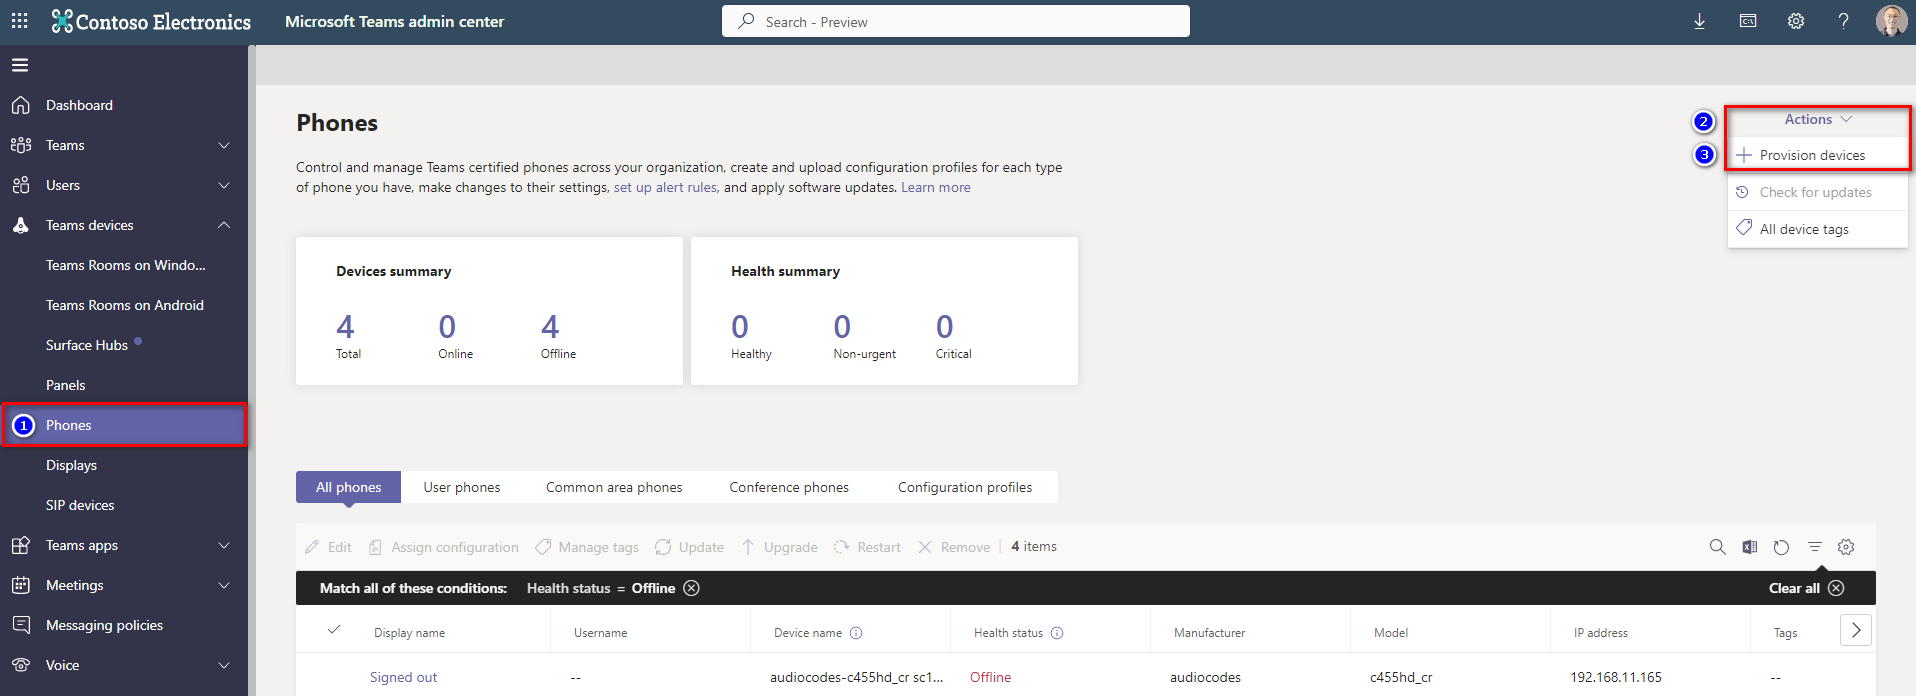 Contoso Electronics
Microsoft Teams admin center
Search - Preview
Dashboard
Teams
Users
Teams devices
Teams Rooms on Windo...
Teams Rooms on Android
Surface Hubs
Panels
1
Phones
Displays
SIP devices
Teams apps
Meetings
Messaging policies
Voice
Phones
Control and manage Teams certified phones across your organization, create and upload configuration profiles for each type
of phone you have, make changes to their settings, set up alert rules, and apply software updates. Learn more
2
Actions
3
Provision devices
Check for updates
All device tags
Devices summary
4 0 4
Total Online Offline
Health summary
0 0 0
Healthy Non-urgent Critical
All phones User phones Common area phones Conference phones Configuration profiles
Edit Assign configuration Manage tags Update Upgrade Restart Remove 4 items
Match all of these conditions: Health status = Offline Clear all
Display name Username Device name Health status Manufacturer Model IP address Tags
Signed out -- audiocodes-c455hd_cr sc1... Offline audiocodes c455hd_cr 192.168.11.165 --